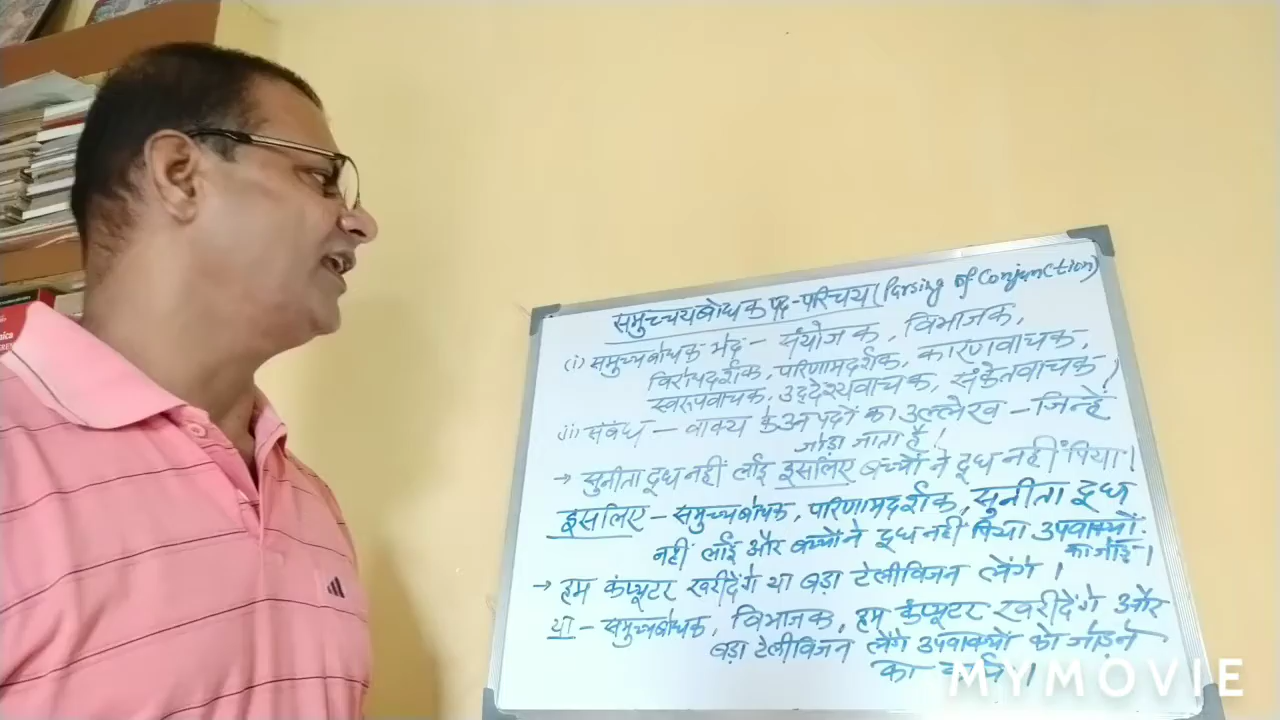 समुच्चयबोधक पद-परिचय (Parsing of Conjunction)
(i) समुच्चयबोधक भेद - संयोजक, विभाजक,
विरोधदर्शक, परिणामदर्शक, कारणवाचक,
स्वरूपवाचक, उद्देश्यवाचक, संकेतवाचक।
(ii) संबंध - वाक्य के उन पदों का उल्लेख - जिन्हें
जोड़ा जाता है।
→ सुनीता दूध नहीं लाई इसलिए बच्चों ने दूध नहीं पिया।
इसलिए - समुच्चयबोधक, परिणामदर्शक, सुनीता दूध
नहीं लाई और बच्चों ने दूध नहीं पिया उपवाक्यों
को जोड़।
→ हम कंप्यूटर खरीदेंगे या बड़ा टेलीविजन लेंगे।
या - समुच्चयबोधक, विभाजक, हम कंप्यूटर खरीदेंगे और
बड़ा टेलीविजन लेंगे उपवाक्यों को जोड़ने
का
MYMOVIE